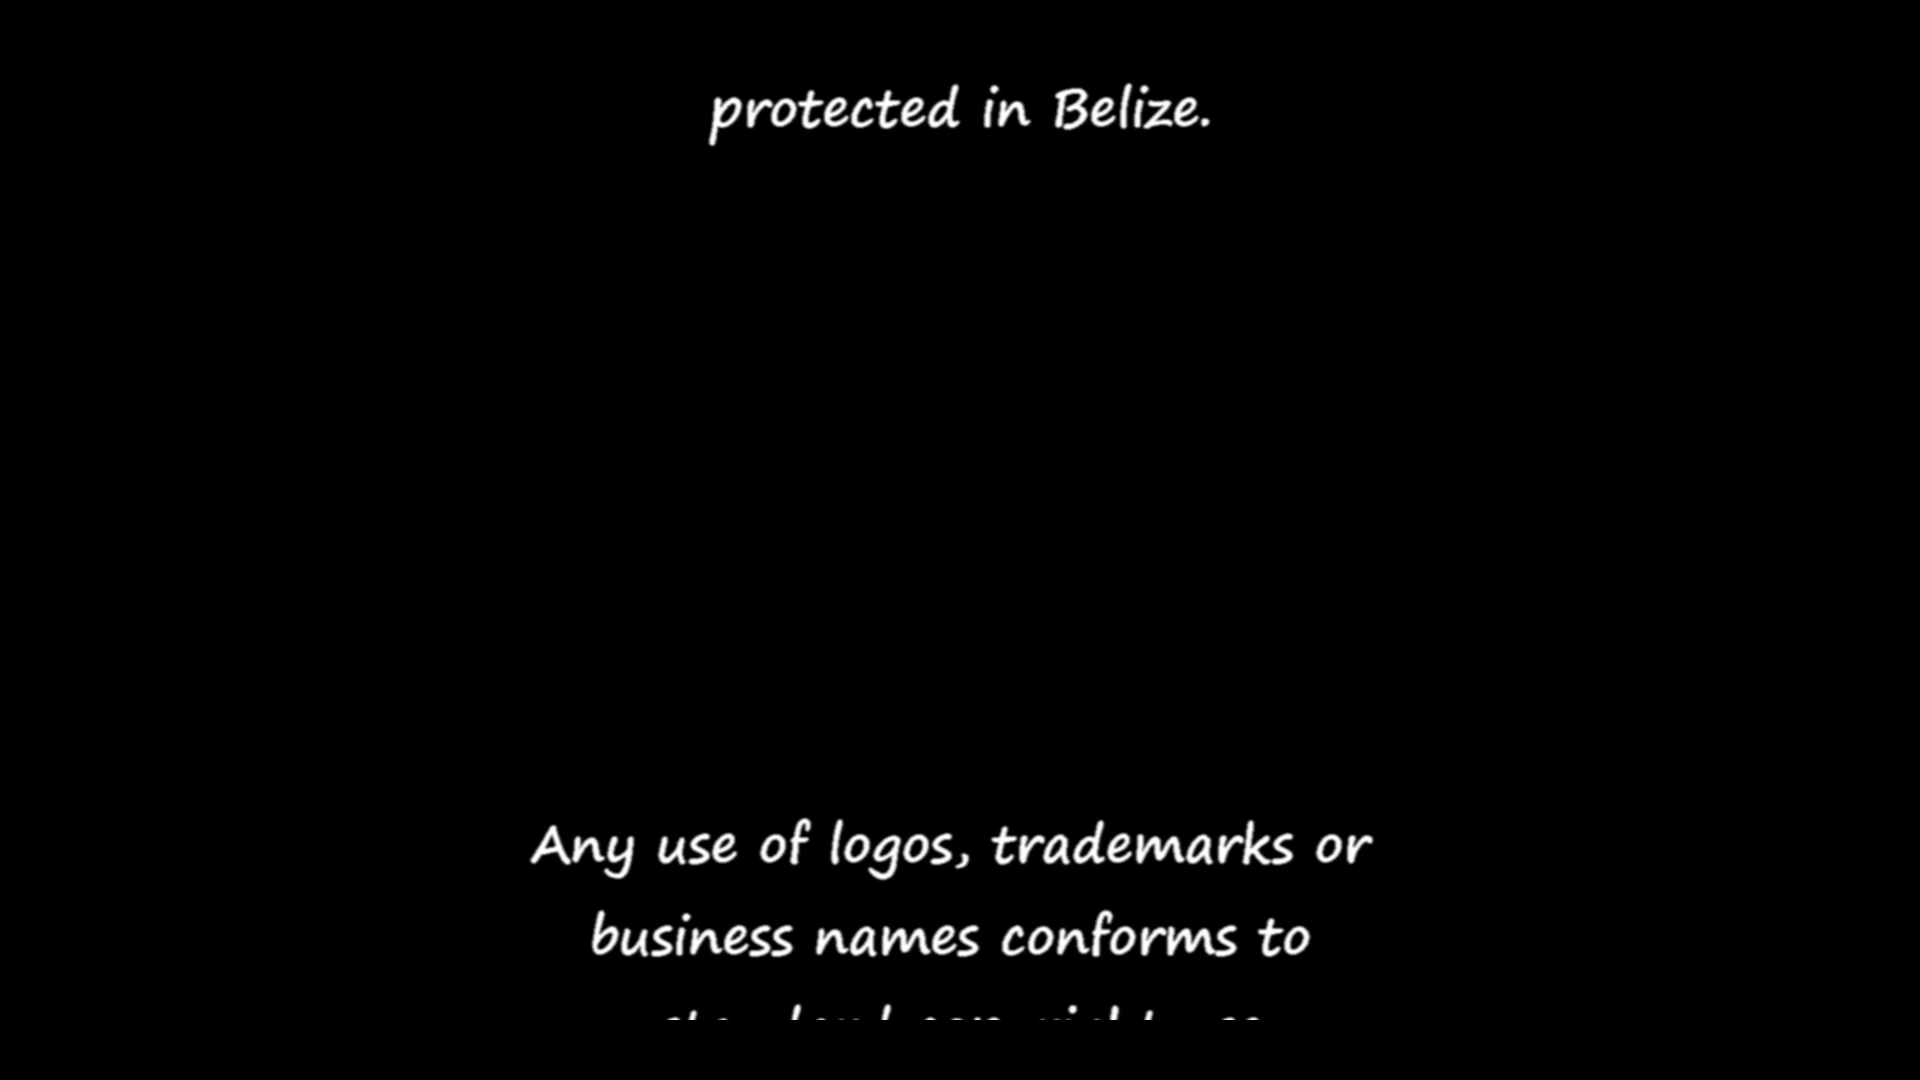 protected in Belize.
Any use of logos, trademarks or
business names conforms to